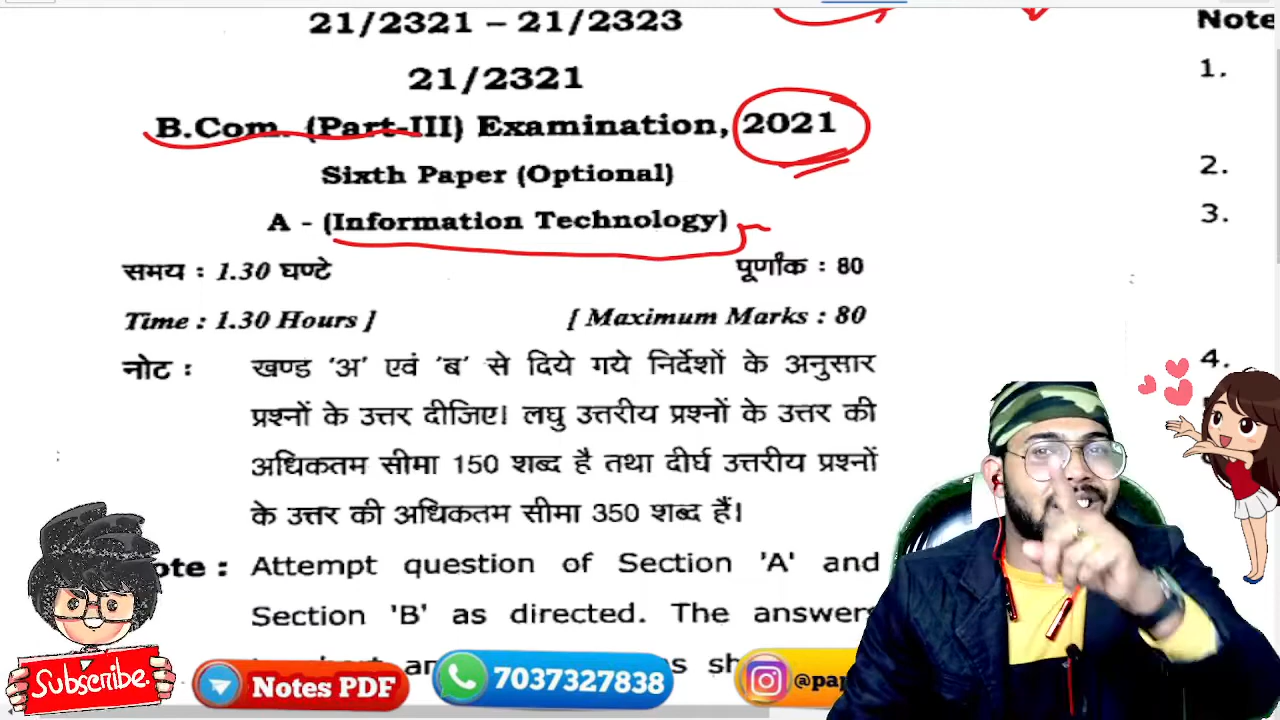 21/2321 – 21/2323
21/2321
B.Com. (Part-III) Examination, 2021
Sixth Paper (Optional)
A - (Information Technology)
समय : 1.30 घण्टे पूर्णांक : 80
Time : 1.30 Hours ] [ Maximum Marks : 80
नोट : खण्ड 'अ' एवं 'ब' से दिये गये निर्देशों के अनुसार
प्रश्नों के उत्तर दीजिए। लघु उत्तरीय प्रश्नों के उत्तर की
अधिकतम सीमा 150 शब्द है तथा दीर्घ उत्तरीय प्रश्नों
के उत्तर की अधिकतम सीमा 350 शब्द हैं।
ote : Attempt question of Section 'A' and
Section 'B' as directed. The answers
Note
1.
2.
3.
4.
Subscribe.
Notes PDF
7037327838
@pap